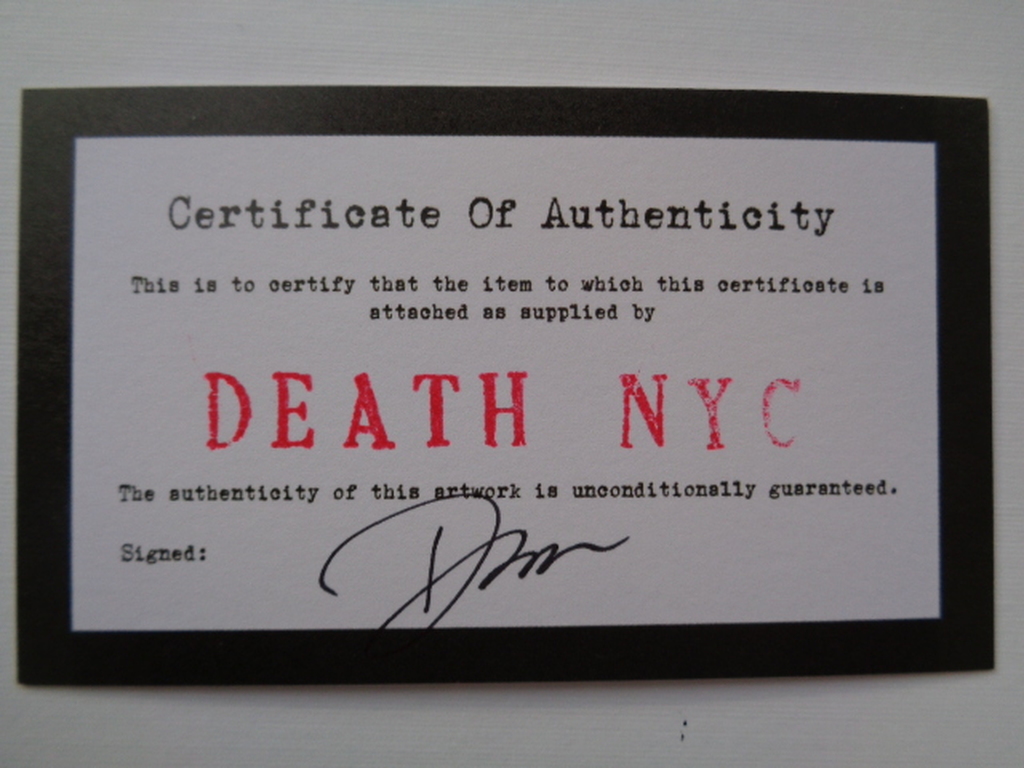 Certificate Of Authenticity
This is to certify that the item to which this certificate is
attached as supplied by
DEATH NYC
The authenticity of this artwork is unconditionally guaranteed.
Signed: